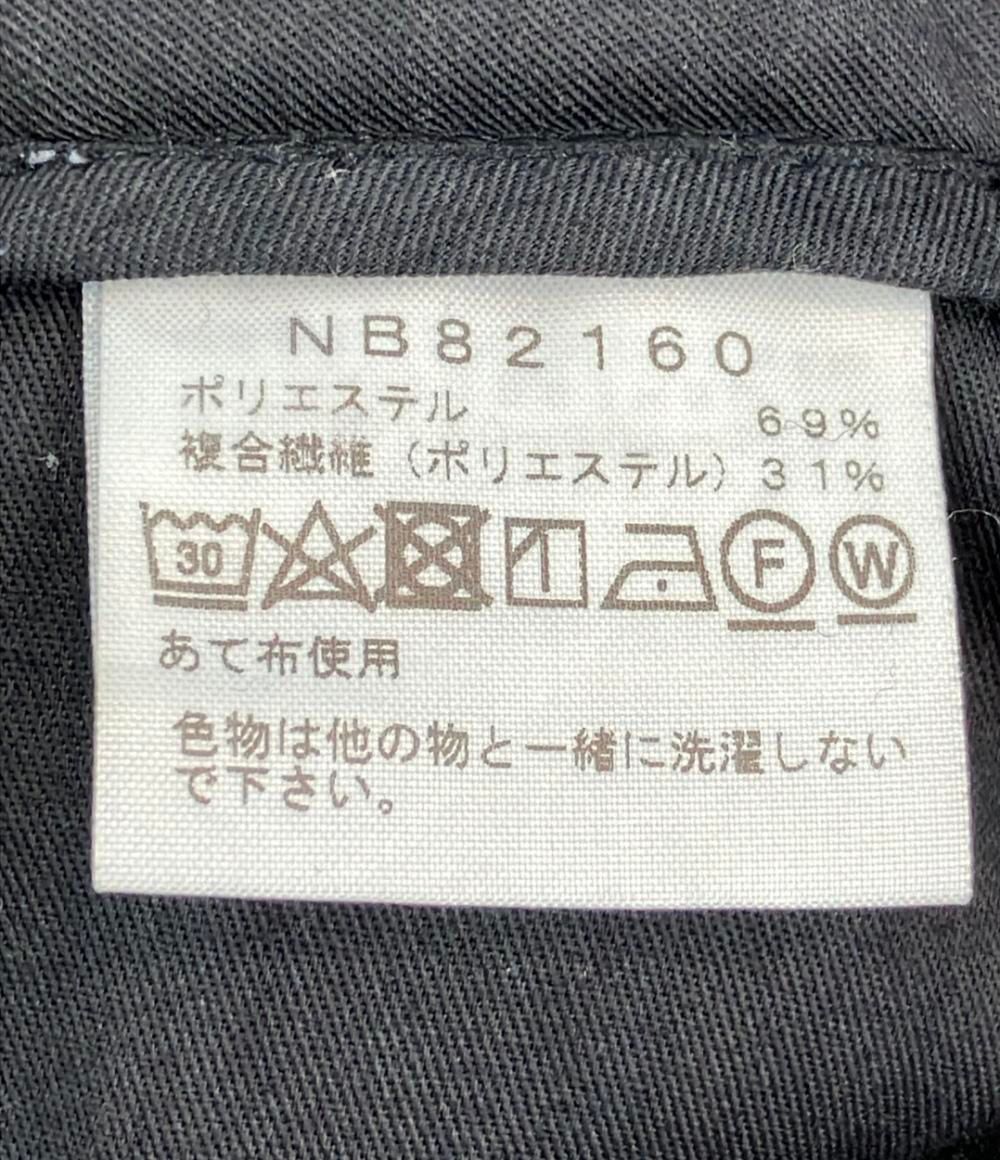 NB82160
ポリエステル 69%
複合繊維（ポリエステル）31%
30 F W
あて布使用
色物は他の物と一緒に洗濯しない
で下さい。